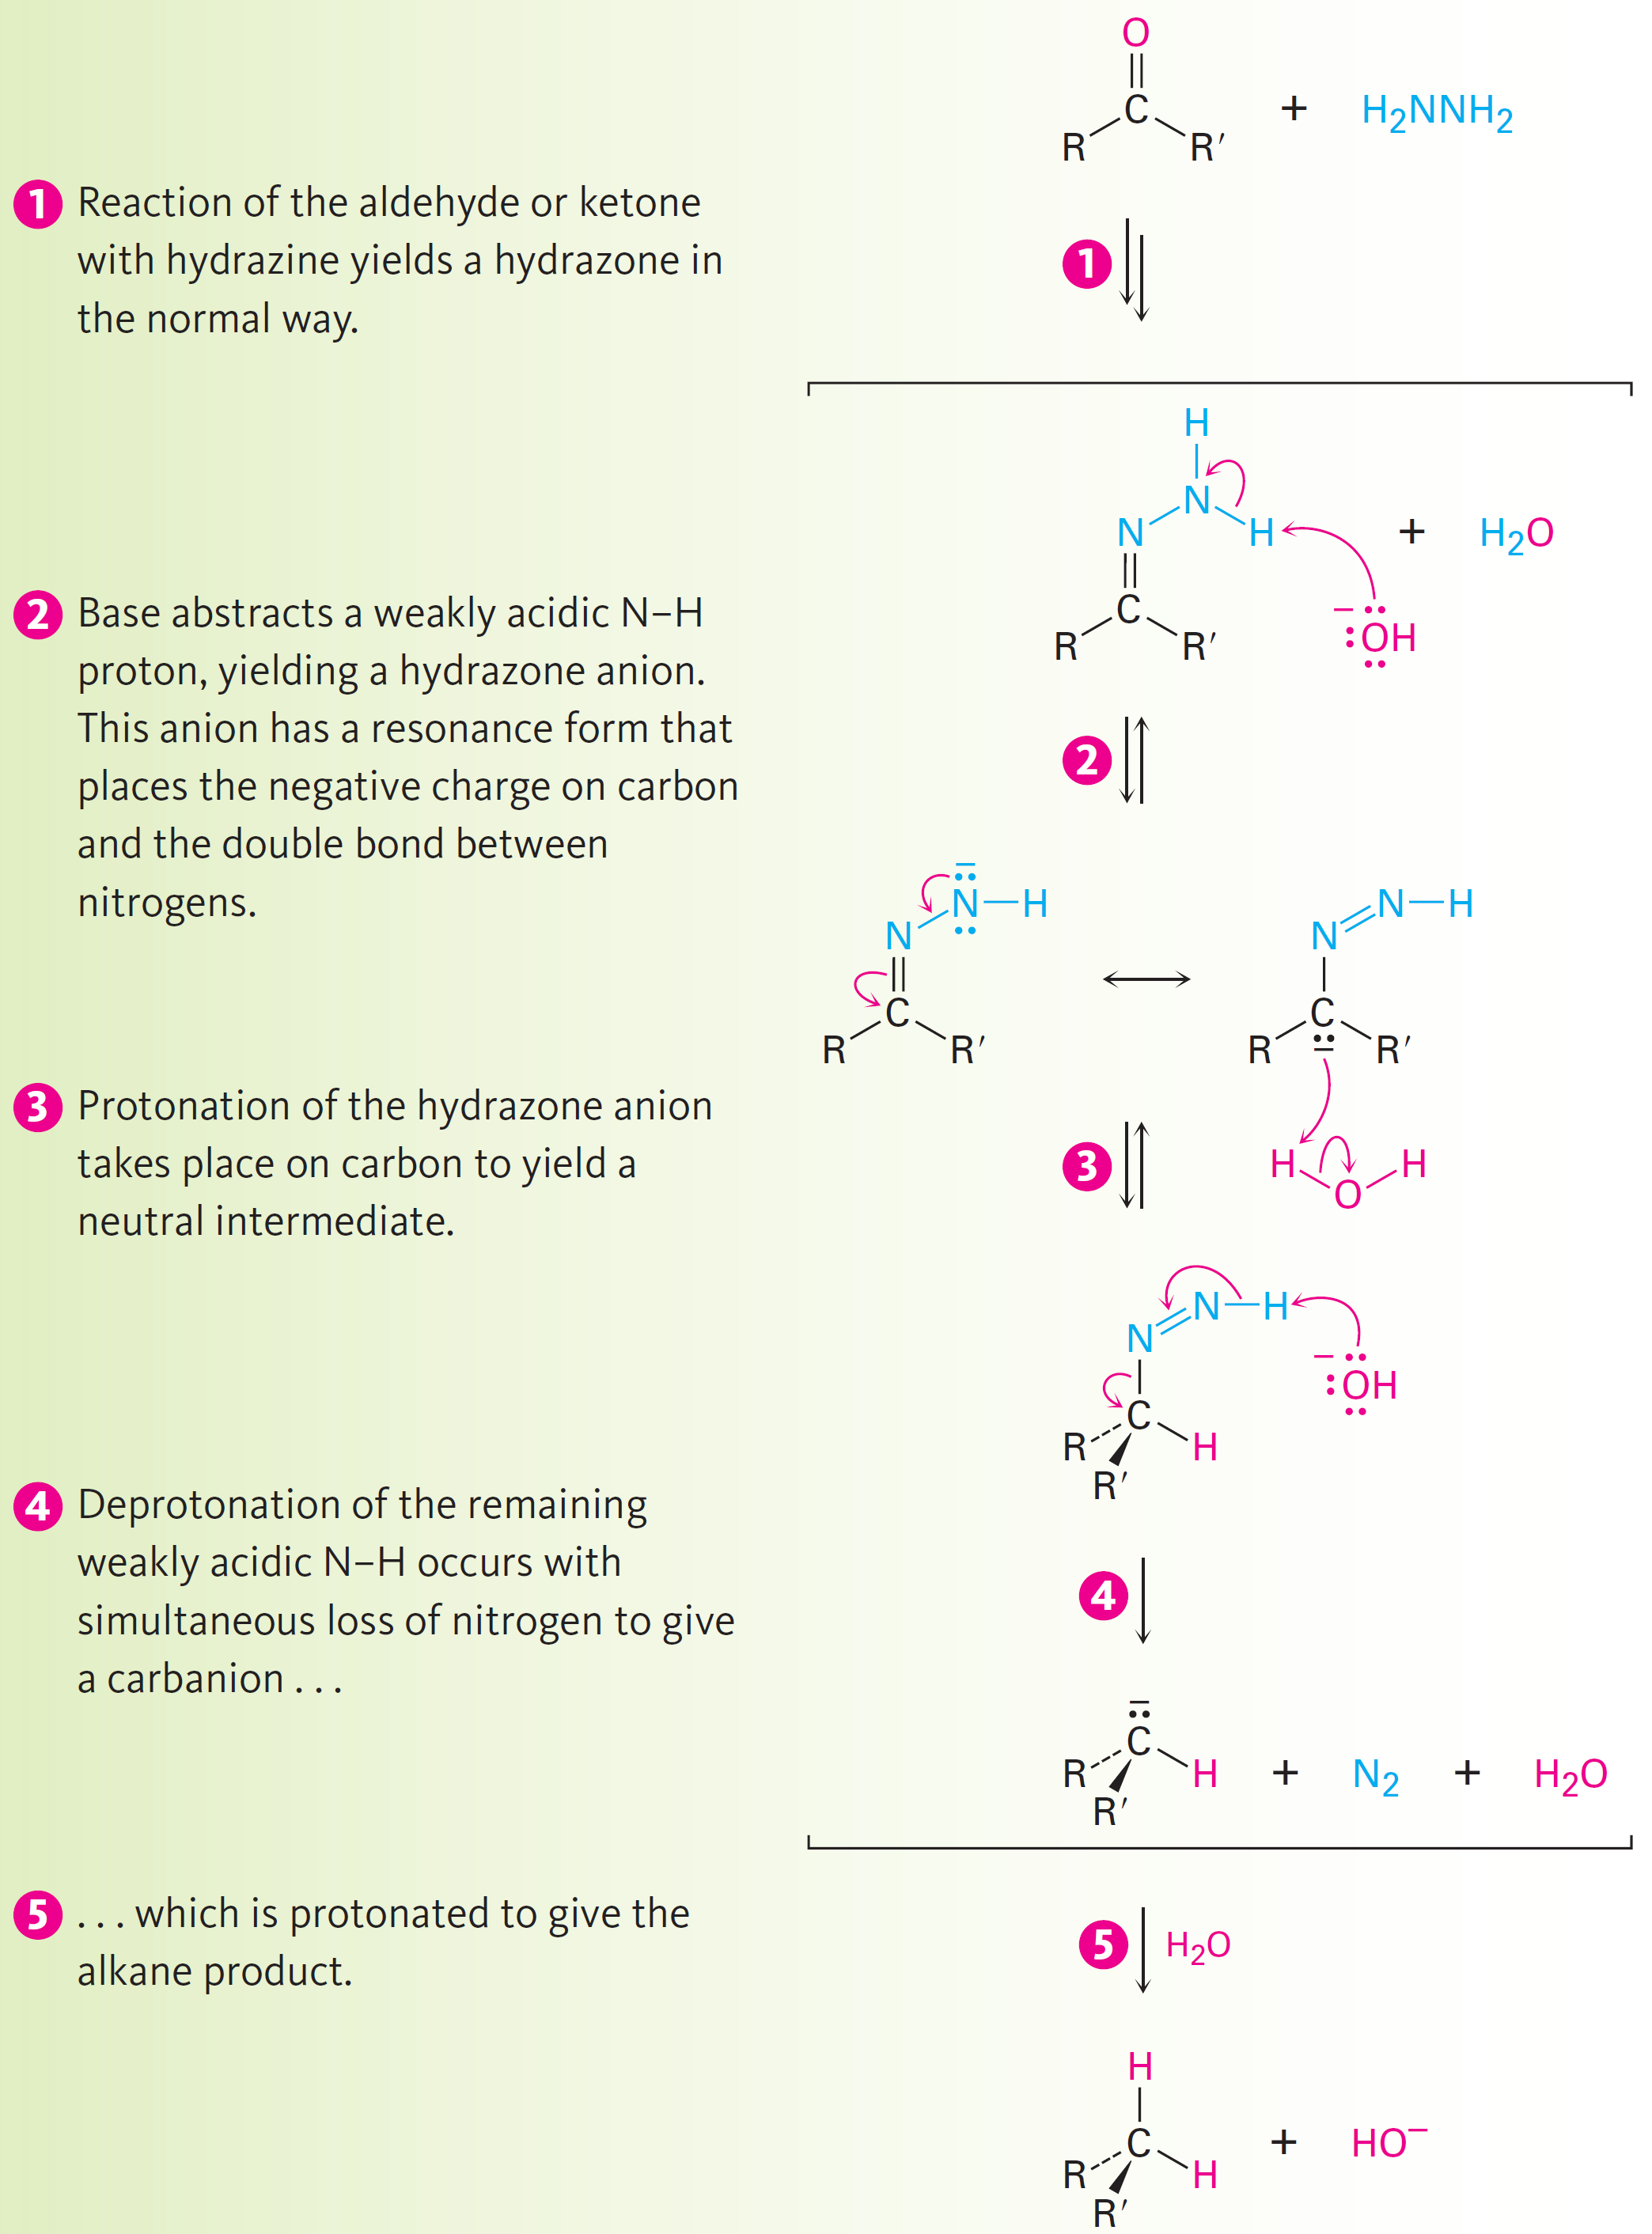 O
C
R R′ + H₂NNH₂
1 Reaction of the aldehyde or ketone
with hydrazine yields a hydrazone in
the normal way.
1
H
N
N H + H₂O
C
R R′
− :ÖH
2 Base abstracts a weakly acidic N–H
proton, yielding a hydrazone anion.
This anion has a resonance form that
places the negative charge on carbon
and the double bond between
nitrogens.
2
− N–H N–H
N N
C C
R R′ R − R′
3 Protonation of the hydrazone anion
takes place on carbon to yield a
neutral intermediate.
3
H H
O
N–H
N
− :ÖH
C
R H
R′
4 Deprotonation of the remaining
weakly acidic N–H occurs with
simultaneous loss of nitrogen to give
a carbanion . . .
4
−
C
R H + N₂ + H₂O
R′
5 . . . which is protonated to give the
alkane product.
5 H₂O
H
C + HO⁻
R H
R′